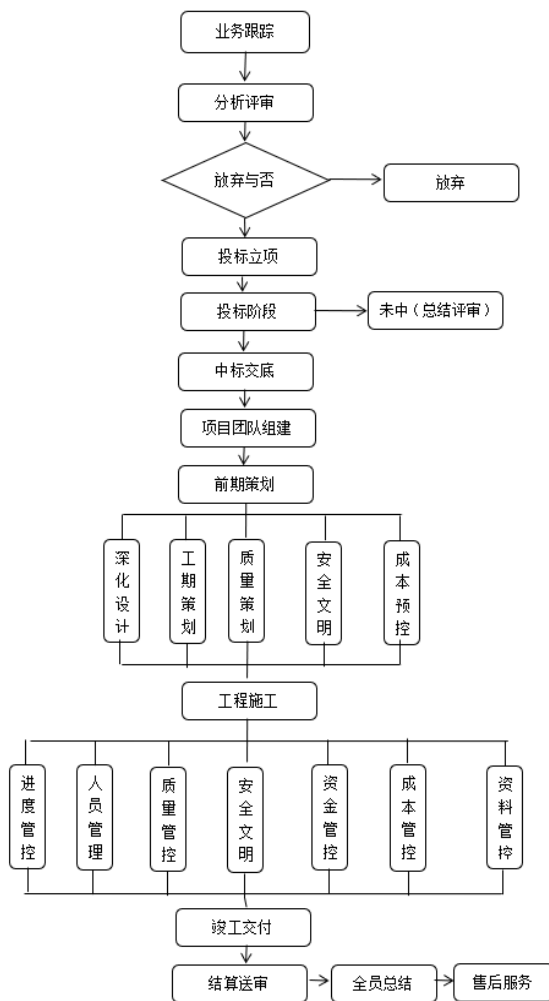 业务跟踪
分析评审
放弃与否
放弃
投标立项
投标阶段
未中（总结评审）
中标交底
项目团队组建
前期策划
深化设计
工期策划
质量策划
安全文明
成本预控
工程施工
进度管控
人员管理
质量管控
安全文明
资金管控
成本管控
资料管控
竣工交付
结算送审
全员总结
售后服务